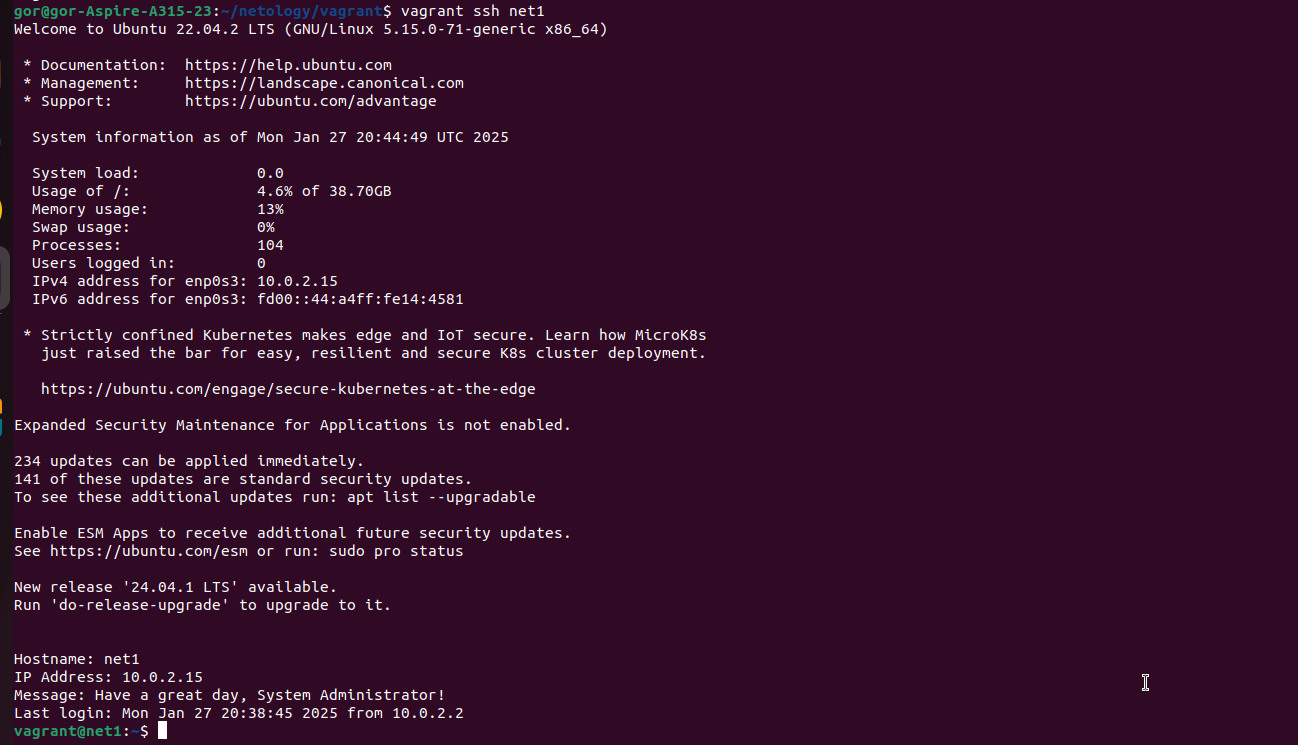 gor@gor-Aspire-A315-23:~/netology/vagrant$ vagrant ssh net1
Welcome to Ubuntu 22.04.2 LTS (GNU/Linux 5.15.0-71-generic x86_64)

 * Documentation:  https://help.ubuntu.com
 * Management:     https://landscape.canonical.com
 * Support:        https://ubuntu.com/advantage

  System information as of Mon Jan 27 20:44:49 UTC 2025

  System load:             0.0
  Usage of /:              4.6% of 38.70GB
  Memory usage:            13%
  Swap usage:              0%
  Processes:               104
  Users logged in:         0
  IPv4 address for enp0s3: 10.0.2.15
  IPv6 address for enp0s3: fd00::44:a4ff:fe14:4581

 * Strictly confined Kubernetes makes edge and IoT secure. Learn how MicroK8s
   just raised the bar for easy, resilient and secure K8s cluster deployment.

   https://ubuntu.com/engage/secure-kubernetes-at-the-edge

Expanded Security Maintenance for Applications is not enabled.

234 updates can be applied immediately.
141 of these updates are standard security updates.
To see these additional updates run: apt list --upgradable

Enable ESM Apps to receive additional future security updates.
See https://ubuntu.com/esm or run: sudo pro status

New release '24.04.1 LTS' available.
Run 'do-release-upgrade' to upgrade to it.


Hostname: net1
IP Address: 10.0.2.15
Message: Have a great day, System Administrator!
Last login: Mon Jan 27 20:38:45 2025 from 10.0.2.2
vagrant@net1:~$